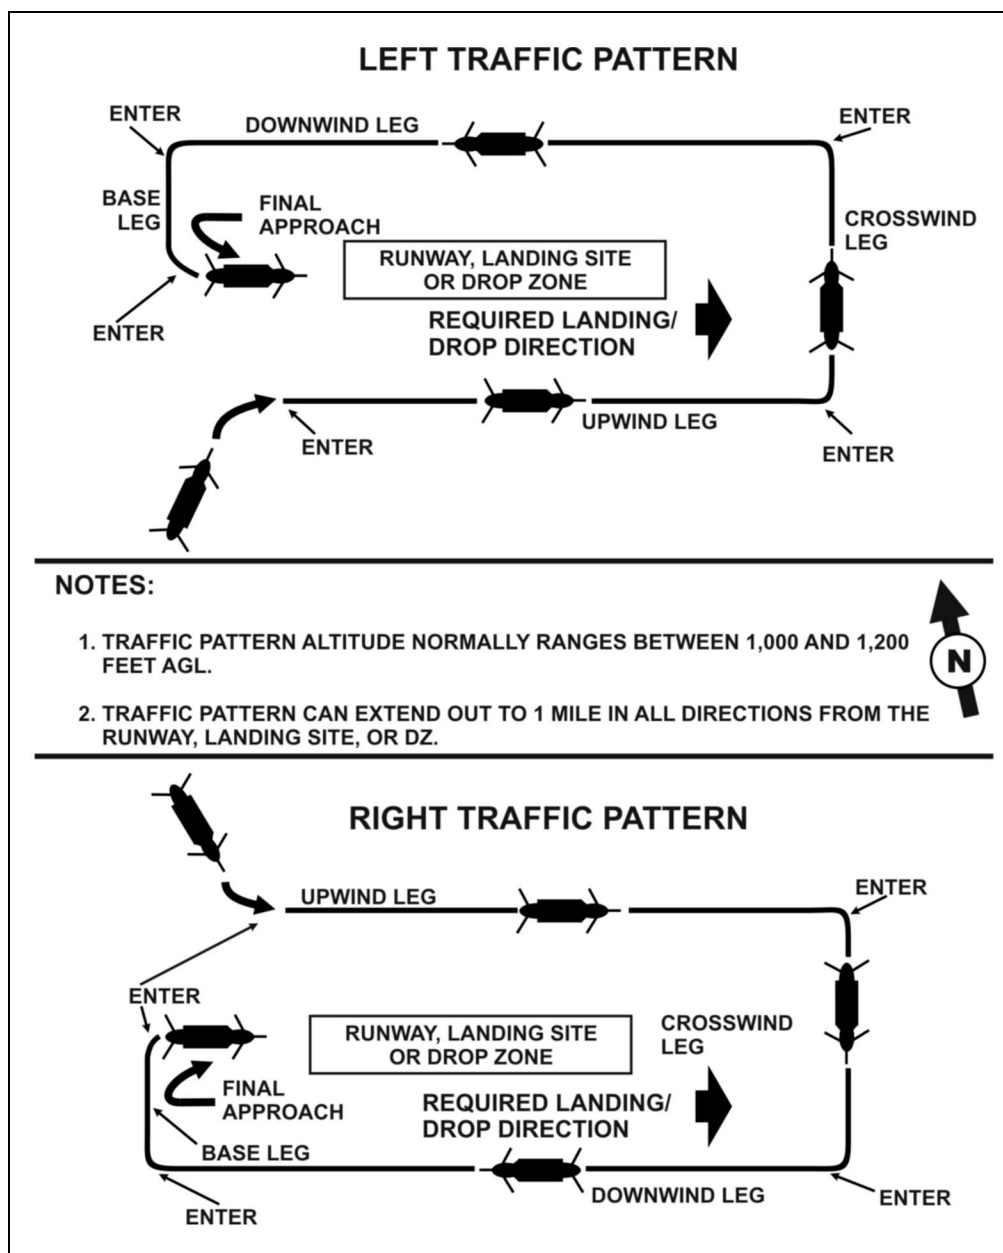 LEFT TRAFFIC PATTERN
ENTER
DOWNWIND LEG
ENTER
BASE
LEG
FINAL
APPROACH
CROSSWIND
LEG
RUNWAY, LANDING SITE
OR DROP ZONE
ENTER
REQUIRED LANDING/
DROP DIRECTION
ENTER
UPWIND LEG
ENTER
NOTES:
1. TRAFFIC PATTERN ALTITUDE NORMALLY RANGES BETWEEN 1,000 AND 1,200
FEET AGL.
N
2. TRAFFIC PATTERN CAN EXTEND OUT TO 1 MILE IN ALL DIRECTIONS FROM THE
RUNWAY, LANDING SITE, OR DZ.
RIGHT TRAFFIC PATTERN
UPWIND LEG
ENTER
ENTER
RUNWAY, LANDING SITE
OR DROP ZONE
CROSSWIND
LEG
FINAL
APPROACH
REQUIRED LANDING/
DROP DIRECTION
BASE LEG
DOWNWIND LEG
ENTER
ENTER